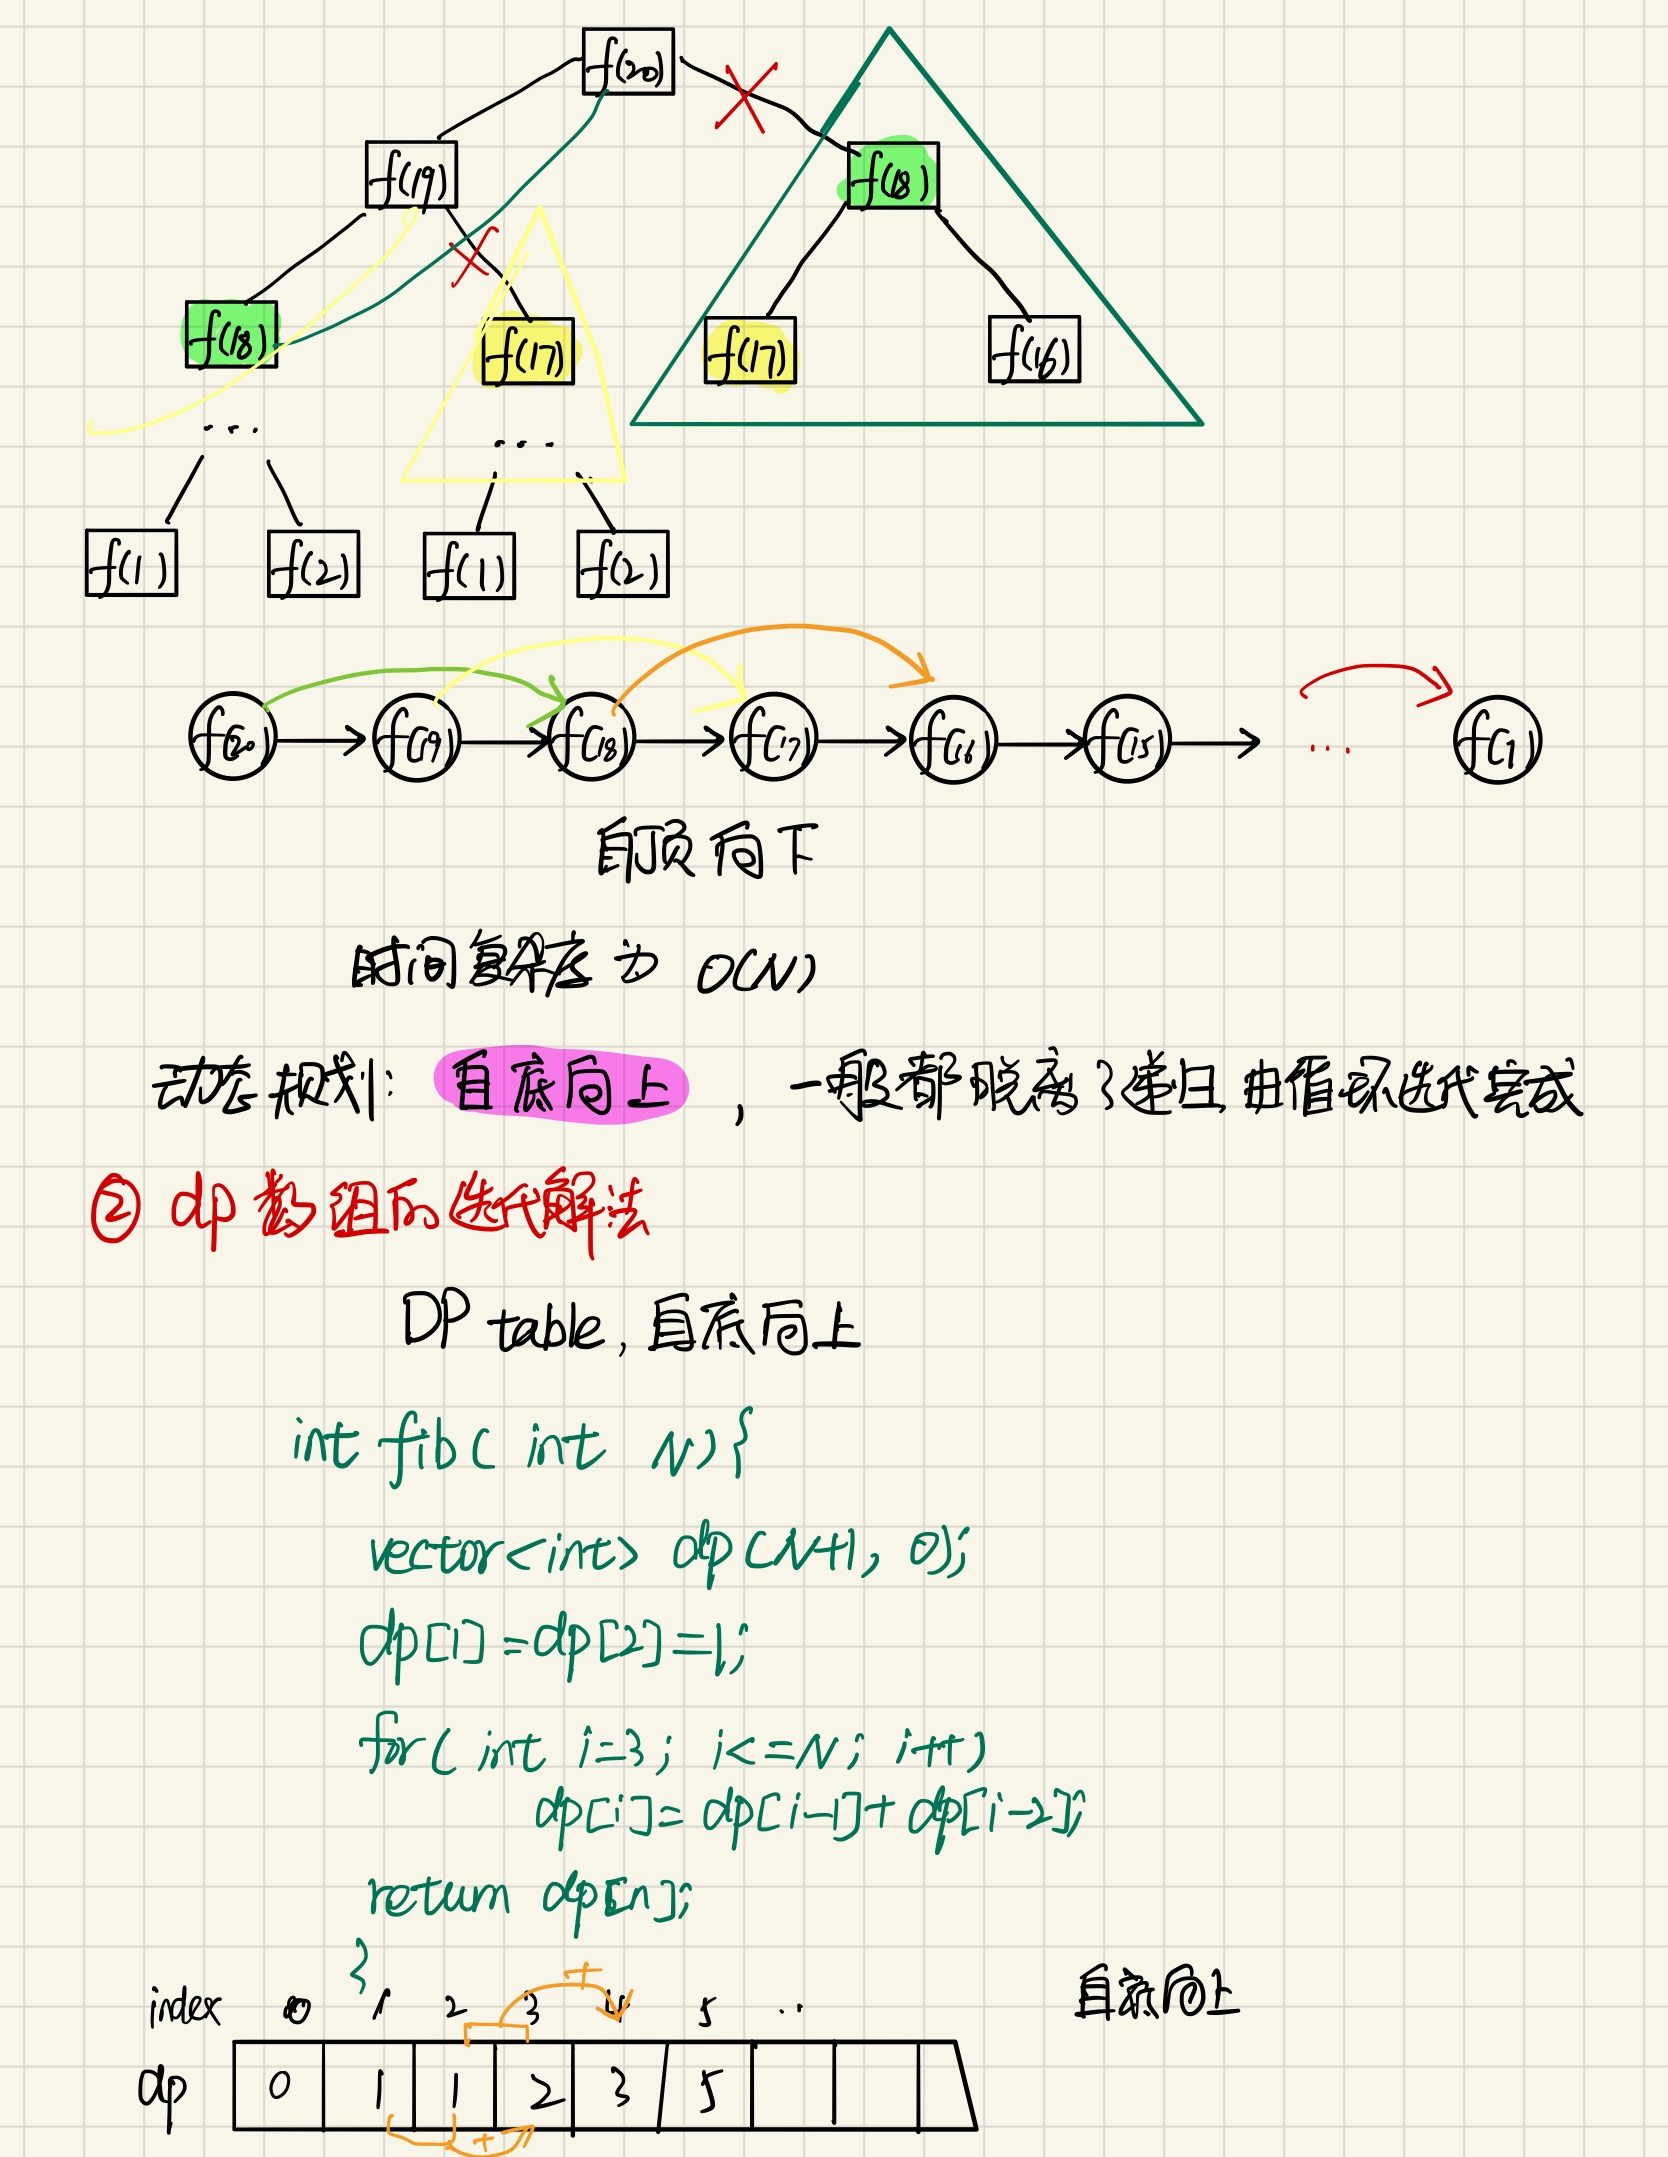 f(20)
f(19) f(18)
f(18) f(17) f(17) f(16)
... ...
f(1) f(2) f(1) f(2)
f(20) f(19) f(18) f(17) f(16) f(15) ... f(1)
自顶向下
时间复杂度为 O(N)
动态规划: 自底向上, 一般都脱离了递归,由循环迭代完成
② dp 数组的迭代解法
DP table, 自底向上
int fib( int N){
vector<int> dp(N+1, 0);
dp[1]=dp[2]=1;
for( int i=3; i<=N; i++)
dp[i]= dp[i-1]+ dp[i-2];
return dp[n];
}
+
index 0 1 2 3 4 5 ..
自底向上
dp 0 1 1 2 3 5
+